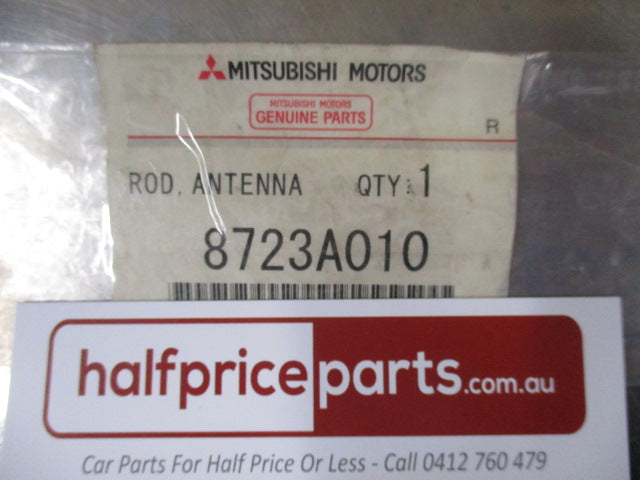 MITSUBISHI MOTORS
MITSUBISHI MOTORS
GENUINE PARTS
R
ROD, ANTENNA QTY: 1
8723A010
halfpriceparts.com.au
Car Parts For Half Price Or Less - Call 0412 760 479